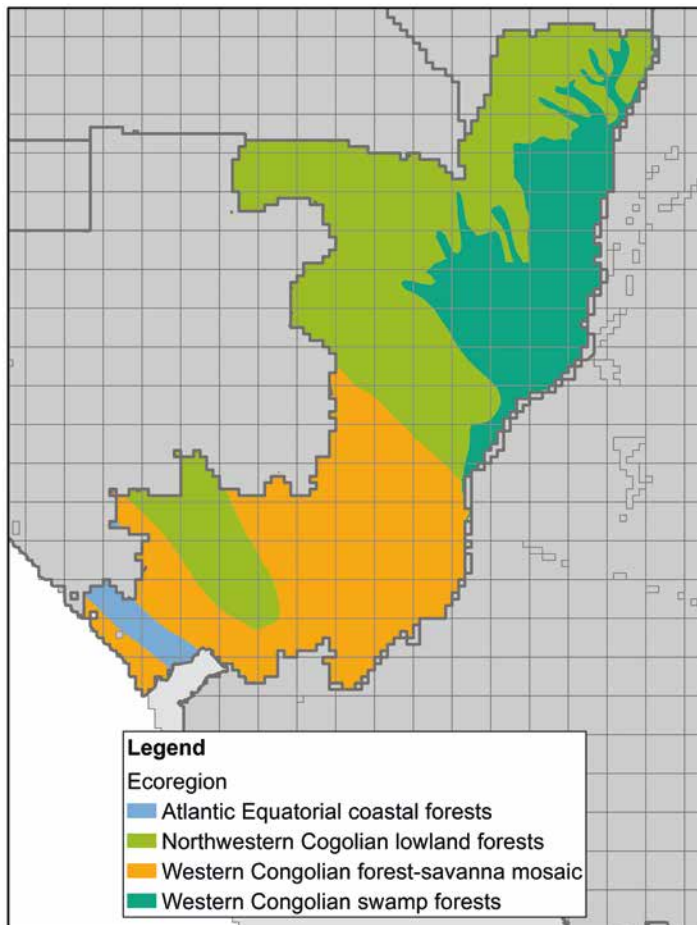 Legend
Ecoregion
Atlantic Equatorial coastal forests
Northwestern Cogolian lowland forests
Western Congolian forest-savanna mosaic
Western Congolian swamp forests